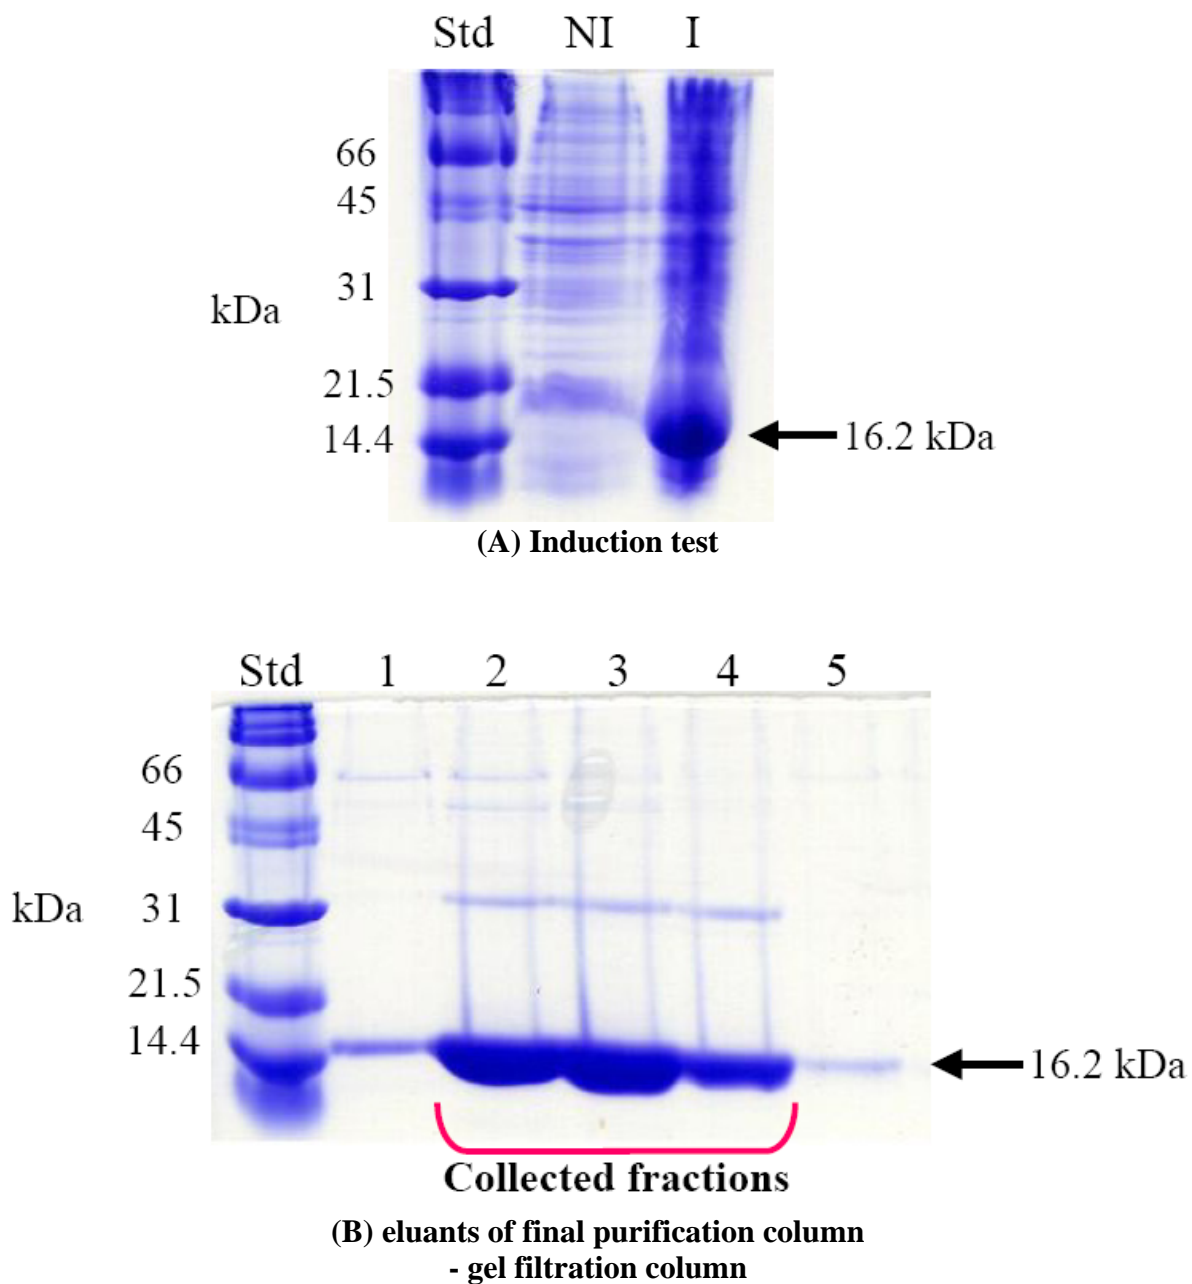 Std NI I
66
45
31
kDa
21.5
14.4
16.2 kDa
(A) Induction test
Std 1 2 3 4 5
66
45
kDa 31
21.5
14.4
16.2 kDa
Collected fractions
(B) eluants of final purification column
- gel filtration column